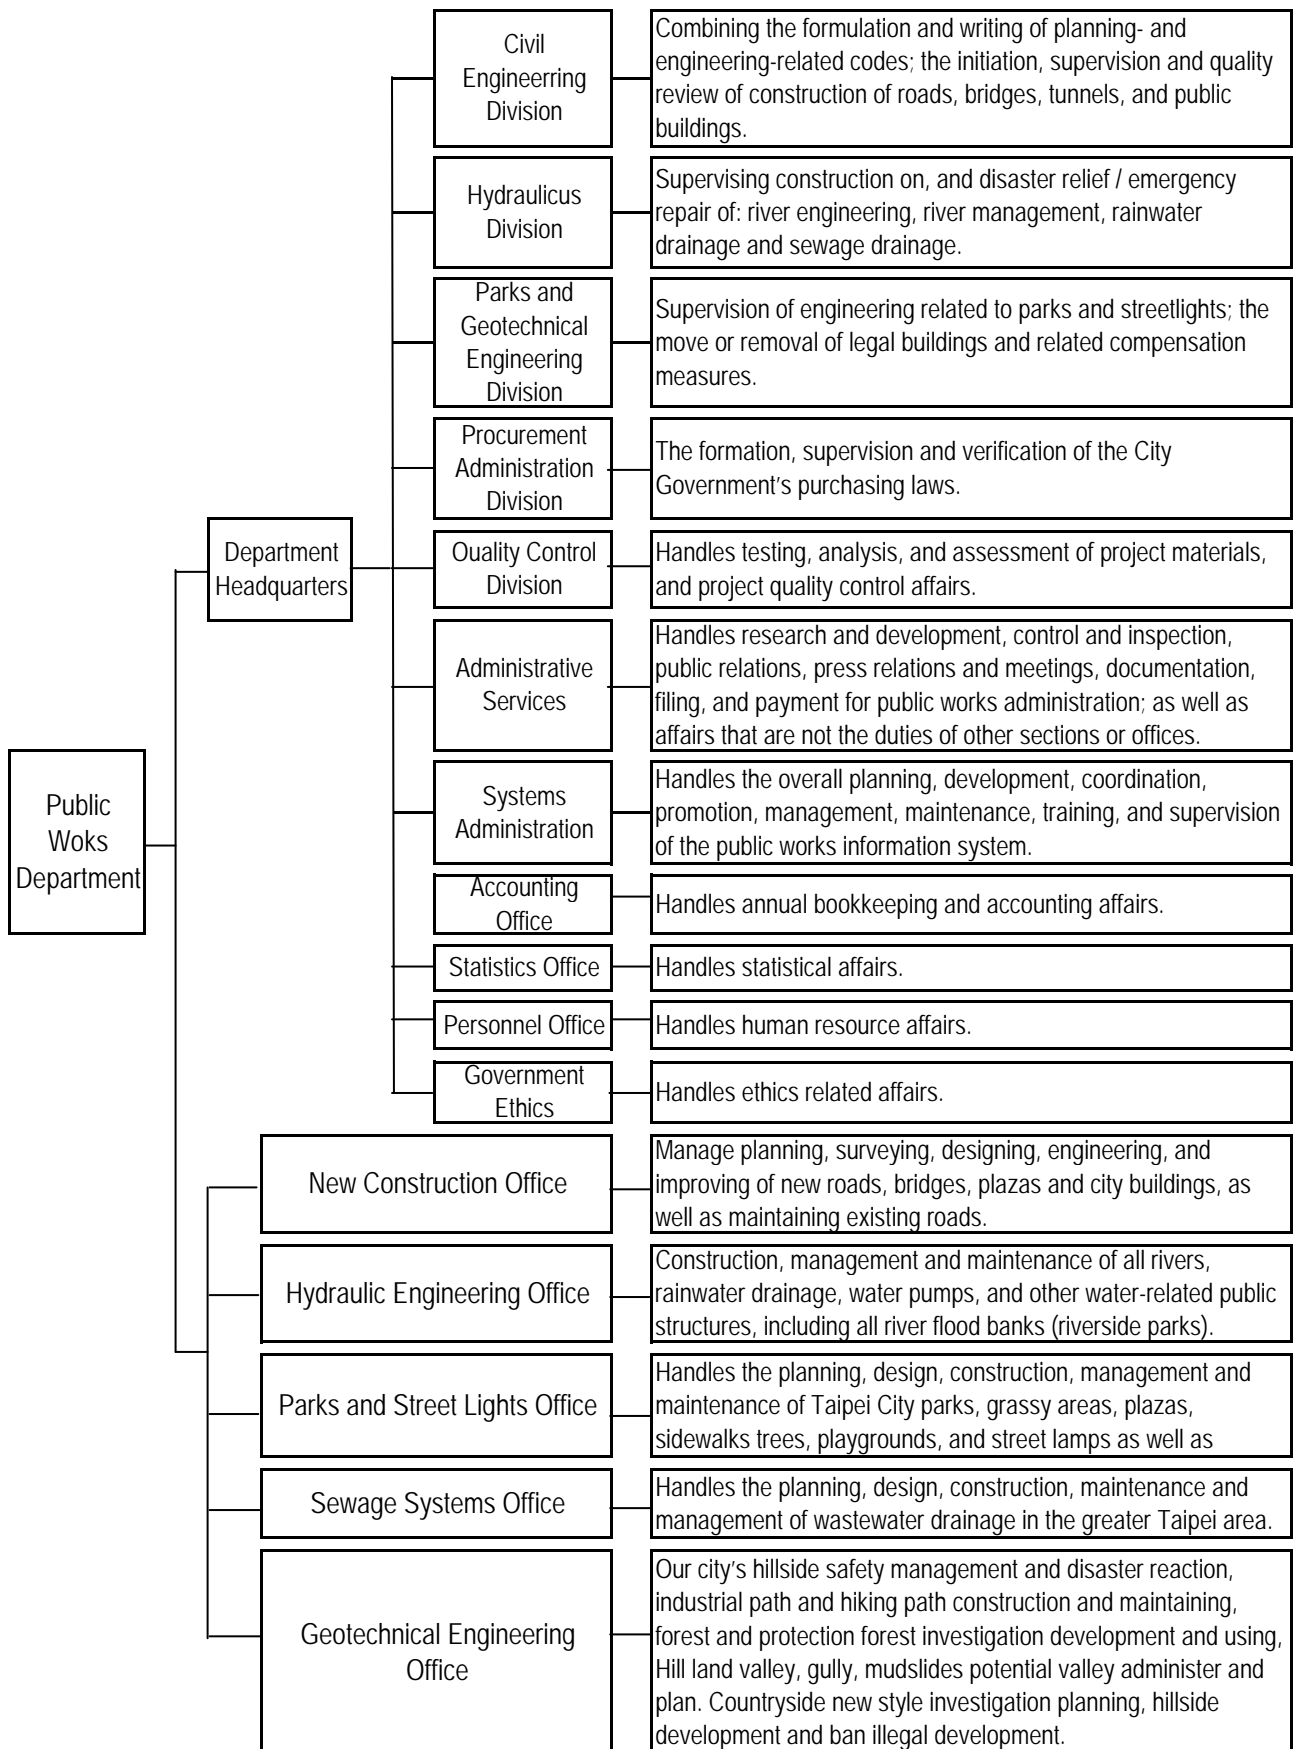 Civil
Engineerring
Division
Combining the formulation and writing of planning- and
engineering-related codes; the initiation, supervision and quality
review of construction of roads, bridges, tunnels, and public
buildings.
Hydraulicus
Division
Supervising construction on, and disaster relief / emergency
repair of: river engineering, river management, rainwater
drainage and sewage drainage.
Parks and
Geotechnical
Engineering
Division
Supervision of engineering related to parks and streetlights; the
move or removal of legal buildings and related compensation
measures.
Procurement
Administration
Division
The formation, supervision and verification of the City
Government's purchasing laws.
Department
Headquarters
Ouality Control
Division
Handles testing, analysis, and assessment of project materials,
and project quality control affairs.
Administrative
Services
Handles research and development, control and inspection,
public relations, press relations and meetings, documentation,
filing, and payment for public works administration; as well as
affairs that are not the duties of other sections or offices.
Public
Woks
Department
Systems
Administration
Handles the overall planning, development, coordination,
promotion, management, maintenance, training, and supervision
of the public works information system.
Accounting
Office
Handles annual bookkeeping and accounting affairs.
Statistics Office
Handles statistical affairs.
Personnel Office
Handles human resource affairs.
Government
Ethics
Handles ethics related affairs.
New Construction Office
Manage planning, surveying, designing, engineering, and
improving of new roads, bridges, plazas and city buildings, as
well as maintaining existing roads.
Hydraulic Engineering Office
Construction, management and maintenance of all rivers,
rainwater drainage, water pumps, and other water-related public
structures, including all river flood banks (riverside parks).
Parks and Street Lights Office
Handles the planning, design, construction, management and
maintenance of Taipei City parks, grassy areas, plazas,
sidewalks trees, playgrounds, and street lamps as well as
Sewage Systems Office
Handles the planning, design, construction, maintenance and
management of wastewater drainage in the greater Taipei area.
Geotechnical Engineering
Office
Our city's hillside safety management and disaster reaction,
industrial path and hiking path construction and maintaining,
forest and protection forest investigation development and using,
Hill land valley, gully, mudslides potential valley administer and
plan. Countryside new style investigation planning, hillside
development and ban illegal development.